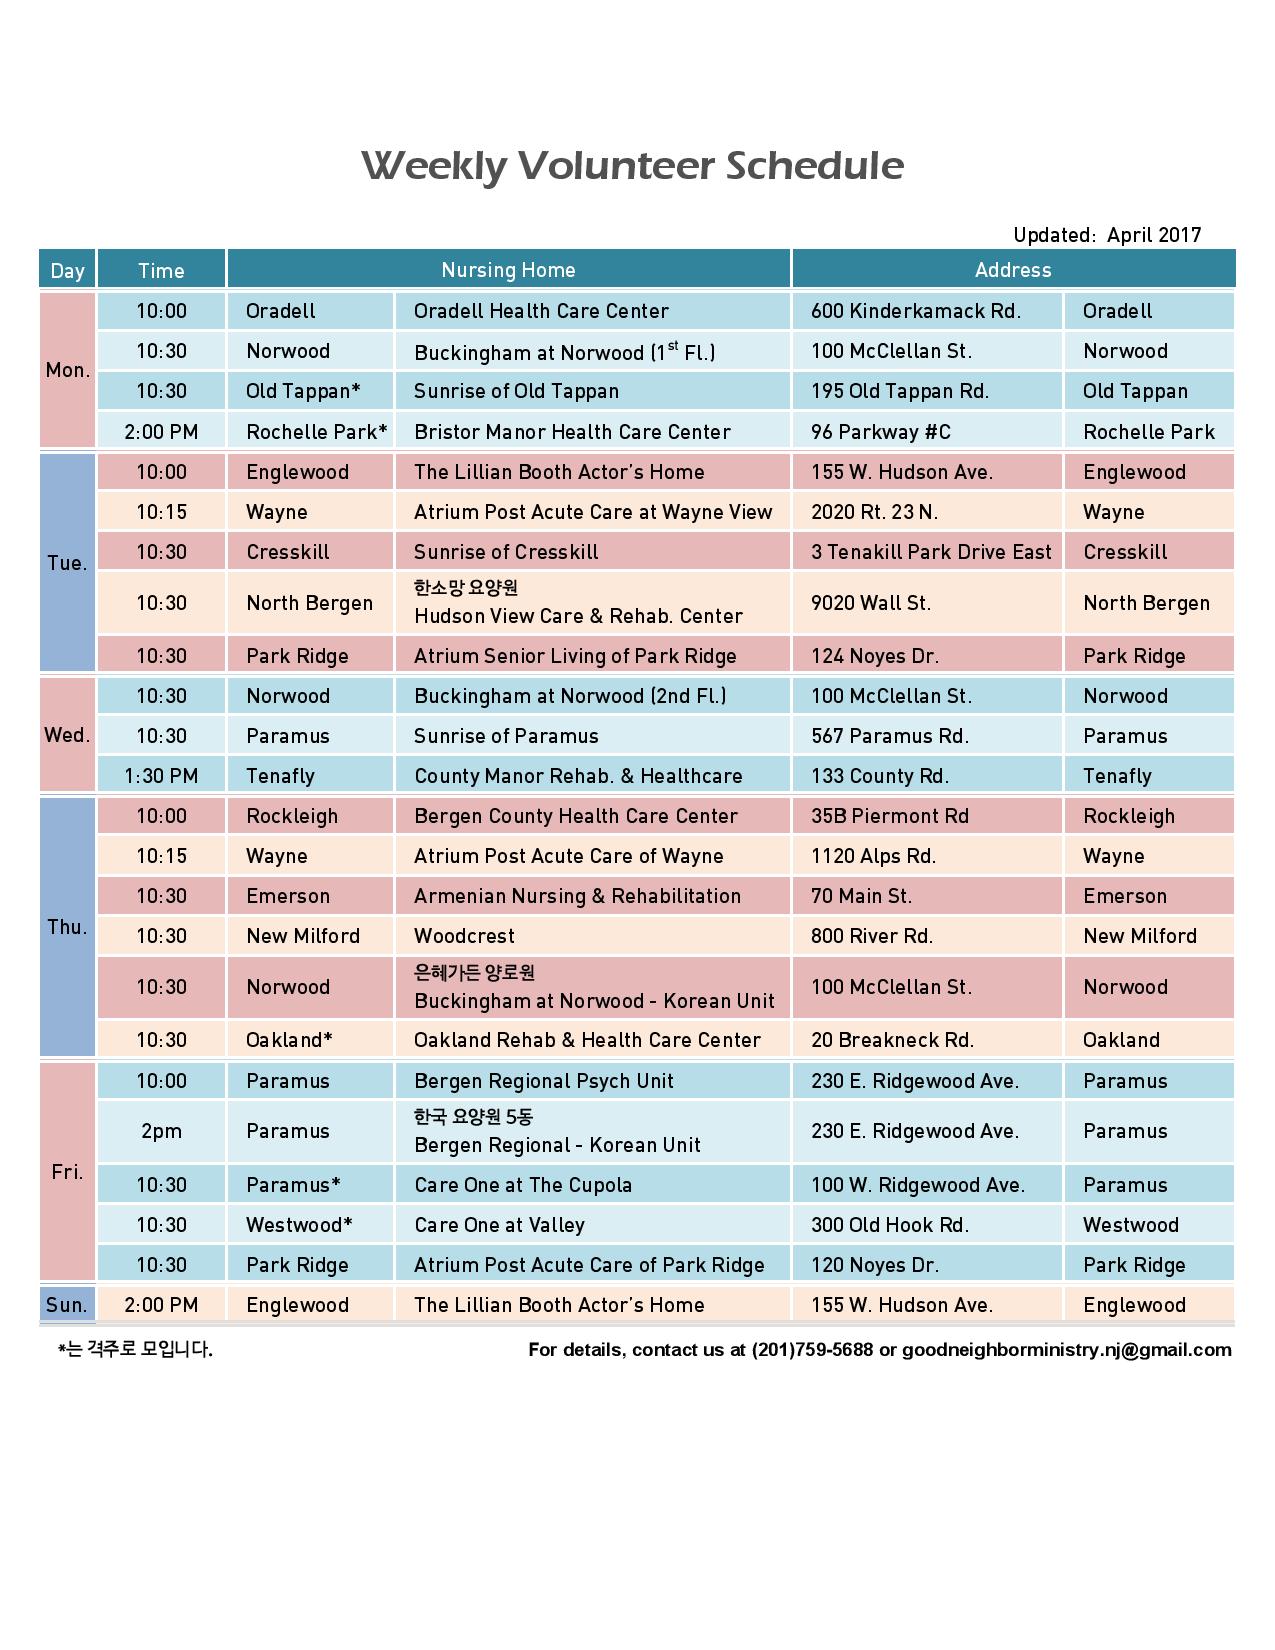 Weekly Volunteer Schedule
Updated: April 2017
Day Time Nursing Home Address
Mon.
10:00 Oradell Oradell Health Care Center 600 Kinderkamack Rd. Oradell
10:30 Norwood Buckingham at Norwood (1st Fl.) 100 McClellan St. Norwood
10:30 Old Tappan* Sunrise of Old Tappan 195 Old Tappan Rd. Old Tappan
2:00 PM Rochelle Park* Bristor Manor Health Care Center 96 Parkway #C Rochelle Park
Tue.
10:00 Englewood The Lillian Booth Actor's Home 155 W. Hudson Ave. Englewood
10:15 Wayne Atrium Post Acute Care at Wayne View 2020 Rt. 23 N. Wayne
10:30 Cresskill Sunrise of Cresskill 3 Tenakill Park Drive East Cresskill
한소망 요양원
10:30 North Bergen Hudson View Care & Rehab. Center 9020 Wall St. North Bergen
10:30 Park Ridge Atrium Senior Living of Park Ridge 124 Noyes Dr. Park Ridge
Wed.
10:30 Norwood Buckingham at Norwood (2nd Fl.) 100 McClellan St. Norwood
10:30 Paramus Sunrise of Paramus 567 Paramus Rd. Paramus
1:30 PM Tenafly County Manor Rehab. & Healthcare 133 County Rd. Tenafly
Thu.
10:00 Rockleigh Bergen County Health Care Center 35B Piermont Rd Rockleigh
10:15 Wayne Atrium Post Acute Care of Wayne 1120 Alps Rd. Wayne
10:30 Emerson Armenian Nursing & Rehabilitation 70 Main St. Emerson
10:30 New Milford Woodcrest 800 River Rd. New Milford
은혜가든 양로원
10:30 Norwood Buckingham at Norwood - Korean Unit 100 McClellan St. Norwood
10:30 Oakland* Oakland Rehab & Health Care Center 20 Breakneck Rd. Oakland
Fri.
10:00 Paramus Bergen Regional Psych Unit 230 E. Ridgewood Ave. Paramus
한국 요양원 5동
2pm Paramus Bergen Regional - Korean Unit 230 E. Ridgewood Ave. Paramus
10:30 Paramus* Care One at The Cupola 100 W. Ridgewood Ave. Paramus
10:30 Westwood* Care One at Valley 300 Old Hook Rd. Westwood
10:30 Park Ridge Atrium Post Acute Care of Park Ridge 120 Noyes Dr. Park Ridge
Sun. 2:00 PM Englewood The Lillian Booth Actor's Home 155 W. Hudson Ave. Englewood
*는 격주로 모입니다. For details, contact us at (201)759-5688 or goodneighborministry.nj@gmail.com